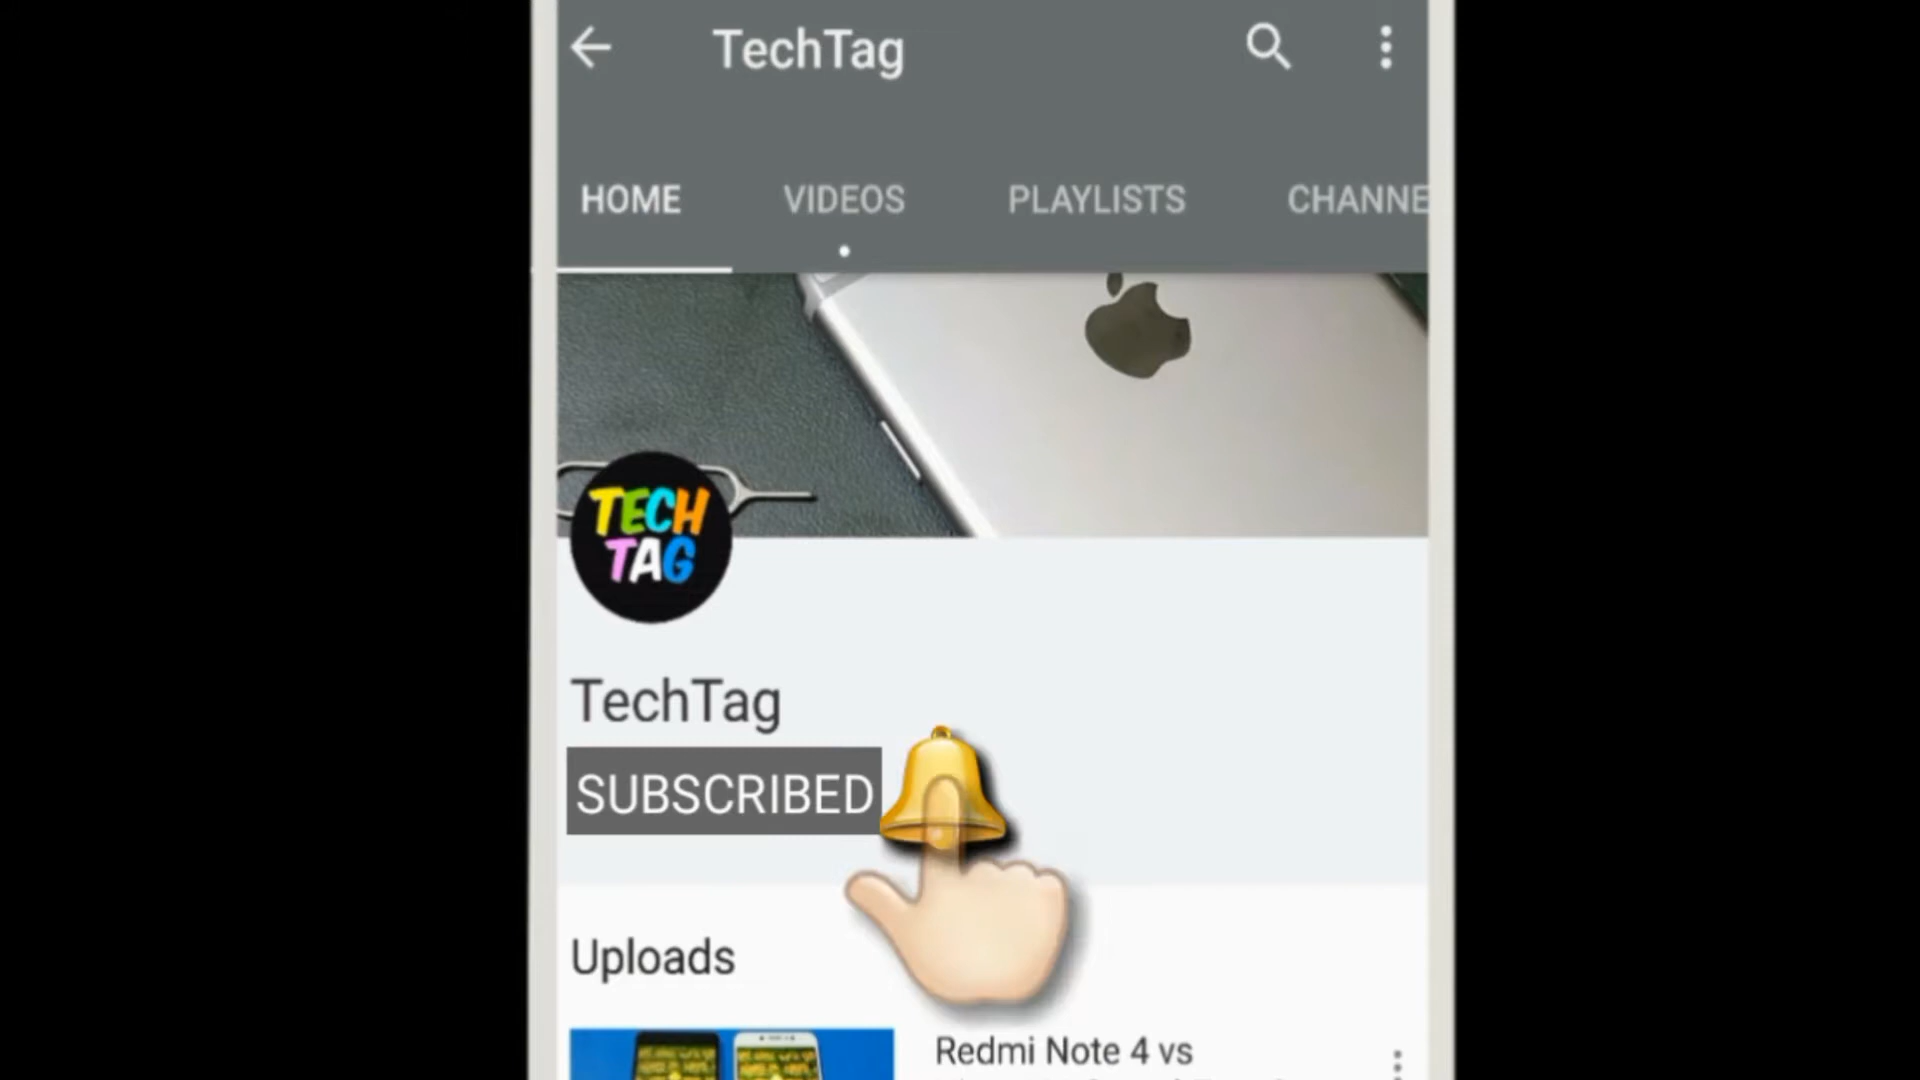 TechTag
HOME VIDEOS PLAYLISTS CHANNE
TECH
TAG
TechTag
SUBSCRIBED
Uploads
Redmi Note 4 vs